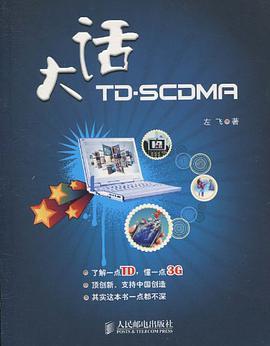 大话
TD-SCDMA
左 飞 著
了解一点TD，懂一点3G
顶创新，支持中国创造
其实这本书一点都不深
人民邮电出版社
POSTS & TELECOM PRESS